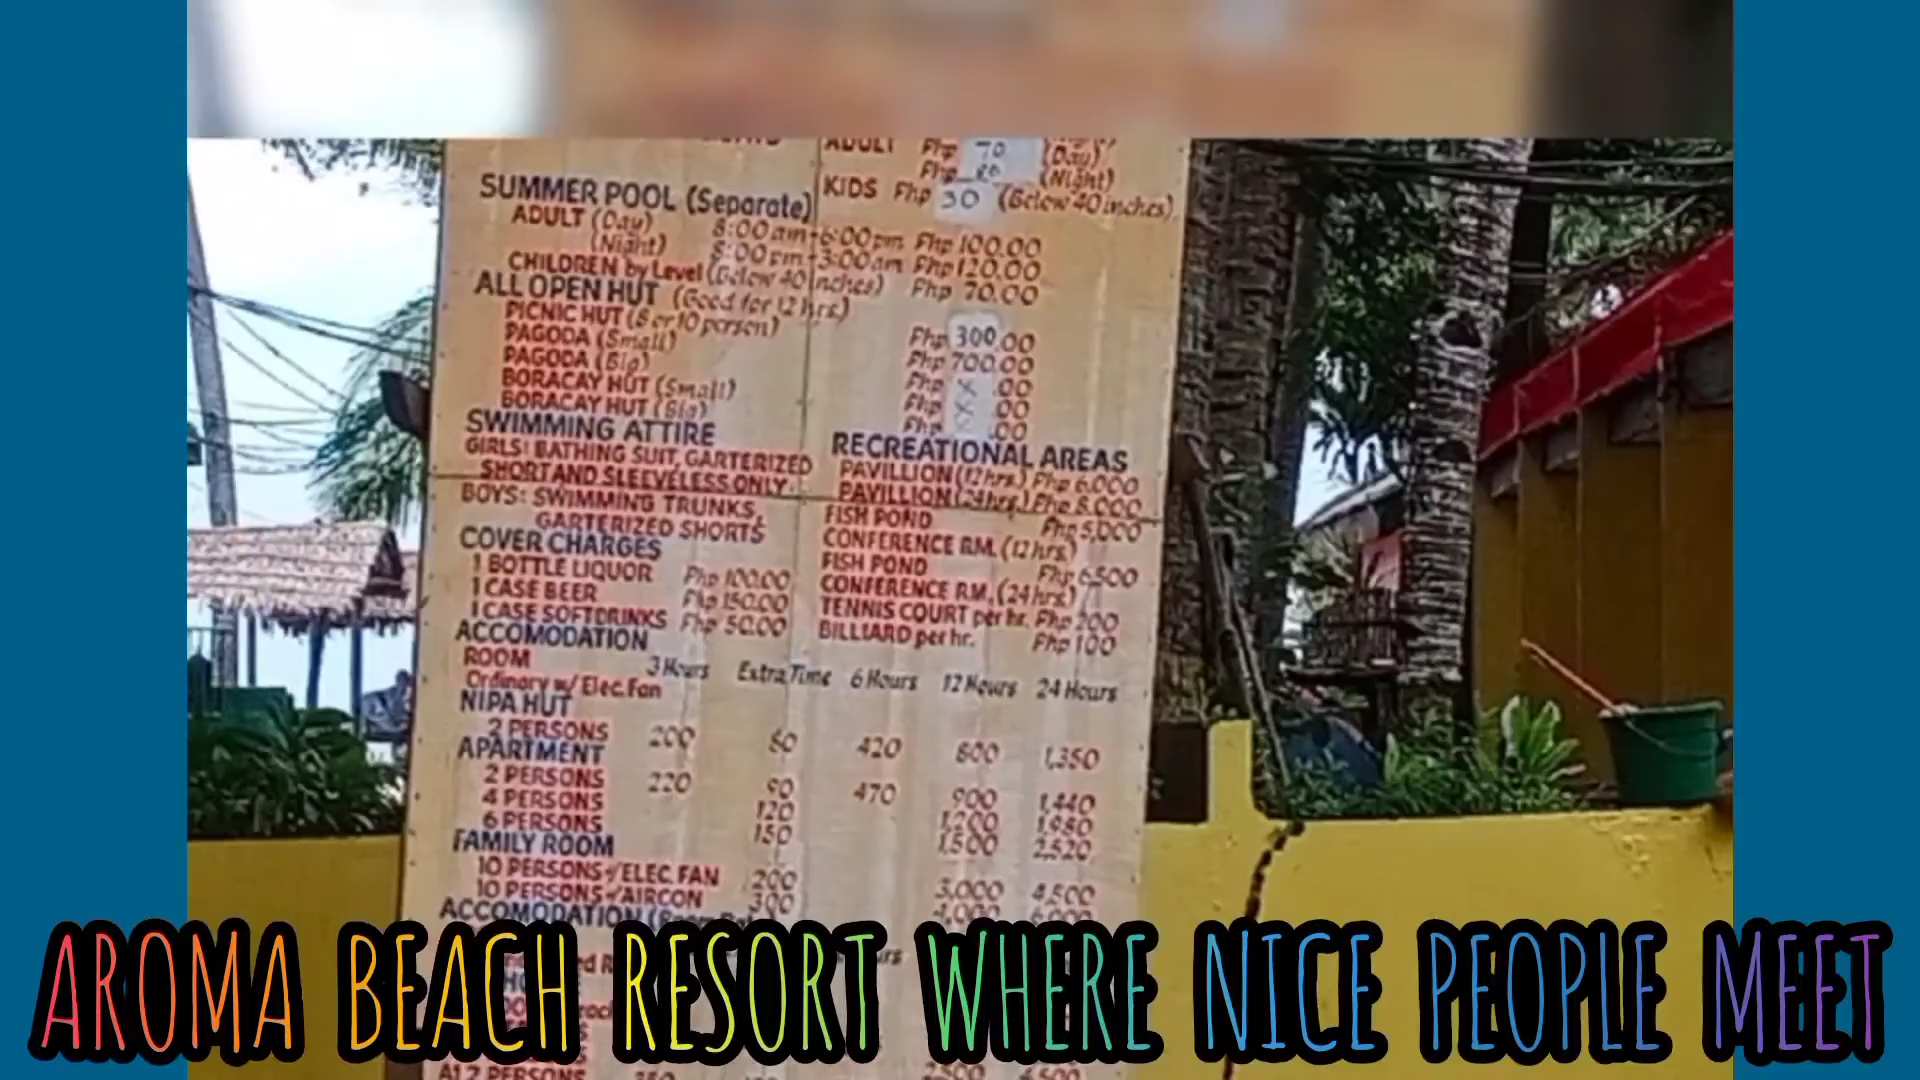 ADULT Php 70 (Day)
Php (Night)
KIDS Php 30 (Below 40 inches)
SUMMER POOL (Separate)
ADULT (Day) 8:00am-6:00pm Php 100.00
(Night) 8:00pm-3:00am Php 120.00
CHILDREN by Level (Below 40 inches) Php 70.00
ALL OPEN HUT (Good for 12 hrs.)
PICNIC HUT (8 or 10 person) Php 300.00
PAGODA (Small) Php 700.00
PAGODA (Big) Php X .00
BORACAY HUT (Small) Php X .00
BORACAY HUT (Big) Php X .00
SWIMMING ATTIRE
GIRLS: BATHING SUIT, GARTERIZED
SHORT AND SLEEVELESS ONLY
BOYS: SWIMMING TRUNKS,
GARTERIZED SHORTS
COVER CHARGES
1 BOTTLE LIQUOR Php 100.00
1 CASE BEER Php 150.00
1 CASE SOFTDRINKS Php 50.00
RECREATIONAL AREAS
PAVILLION (12 hrs.) Php 6,000
PAVILLION (24 hrs.) Php 8,000
FISH POND Php 5,000
CONFERENCE RM. (12 hrs.)
FISH POND Php 6,500
CONFERENCE RM. (24 hrs.)
TENNIS COURT per hr. Php 200
BILLIARD per hr. Php 100
ACCOMODATION
ROOM 3 Hours Extra Time 6 Hours 12 Hours 24 Hours
Ordinary w/ Elec. Fan
NIPA HUT
2 PERSONS 200 80 420 800 1,350
APARTMENT
2 PERSONS 220 90 470 900 1,440
4 PERSONS 120 1,200 1,980
6 PERSONS 150 1,500 2,520
FAMILY ROOM
10 PERSONS w/ELEC. FAN 200 3,000 4,500
10 PERSONS w/AIRCON 300 4,000 6,000
ACCOMODATION
AROMA BEACH RESORT WHERE NICE PEOPLE MEET